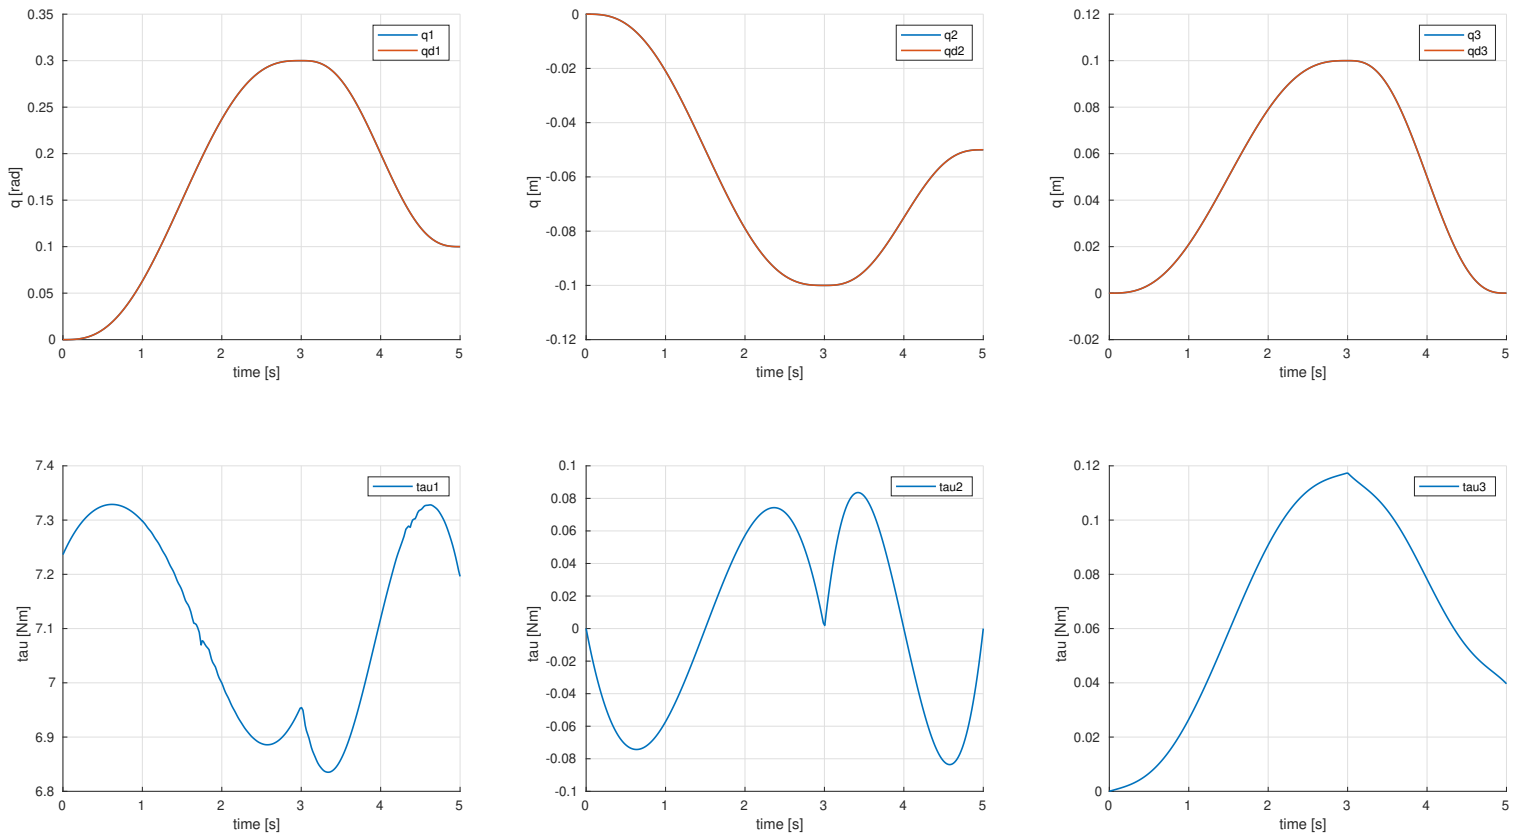 0.35
0.3
0.25
0.2
0.15
0.1
0.05
0
q [rad]
0 1 2 3 4 5
time [s]
q1
qd1
0
-0.02
-0.04
-0.06
-0.08
-0.1
-0.12
q [m]
0 1 2 3 4 5
time [s]
q2
qd2
0.12
0.1
0.08
0.06
0.04
0.02
0
-0.02
q [m]
0 1 2 3 4 5
time [s]
q3
qd3
7.4
7.3
7.2
7.1
7
6.9
6.8
tau [Nm]
0 1 2 3 4 5
time [s]
tau1
0.1
0.08
0.06
0.04
0.02
0
-0.02
-0.04
-0.06
-0.08
-0.1
tau [Nm]
0 1 2 3 4 5
time [s]
tau2
0.12
0.1
0.08
0.06
0.04
0.02
0
tau [Nm]
0 1 2 3 4 5
time [s]
tau3